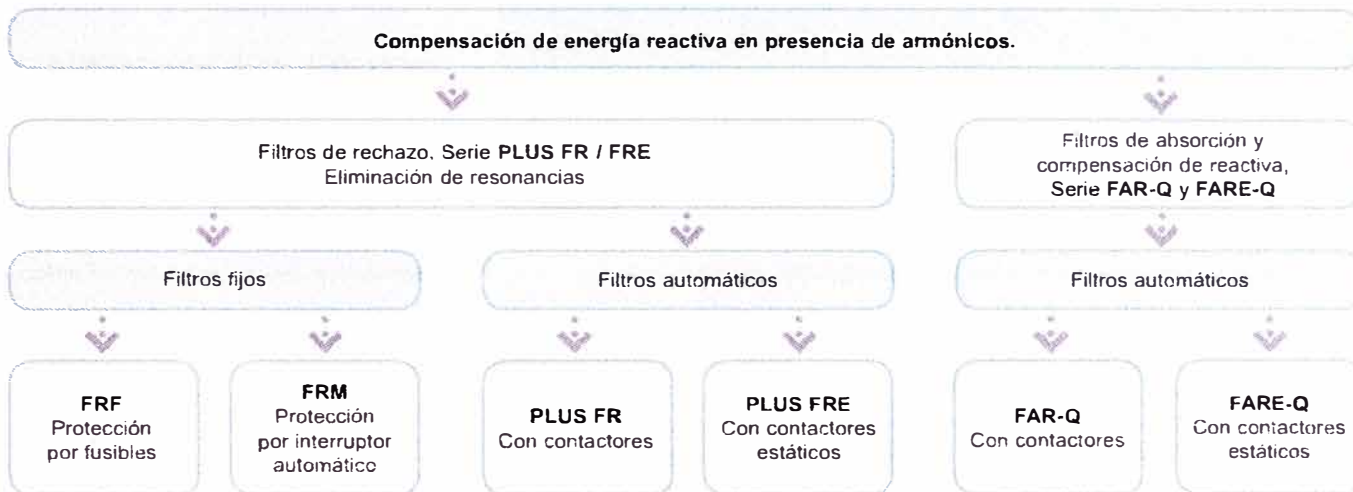 Compensación de energía reactiva en presencia de armónicos.
Filtros de rechazo, Serie PLUS FR / FRE
Eliminación de resonancias
Filtros de absorción y
compensación de reactiva,
Serie FAR-Q y FARE-Q
Filtros fijos
Filtros automáticos
Filtros automáticos
FRF
Protección
por fusibles
FRM
Protección
por interruptor
automático
PLUS FR
Con contactores
PLUS FRE
Con contactores
estáticos
FAR-Q
Con contactores
FARE-Q
Con contactores
estáticos